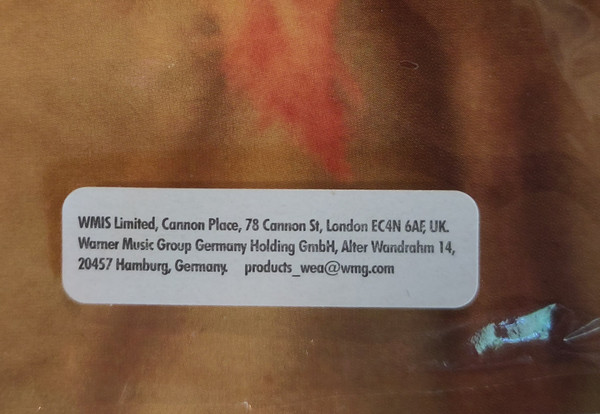 WMIS Limited, Cannon Place, 78 Cannon St, London EC4N 6AF, UK.
Warner Music Group Germany Holding GmbH, Alter Wandrahm 14,
20457 Hamburg, Germany. products_wea@wmg.com